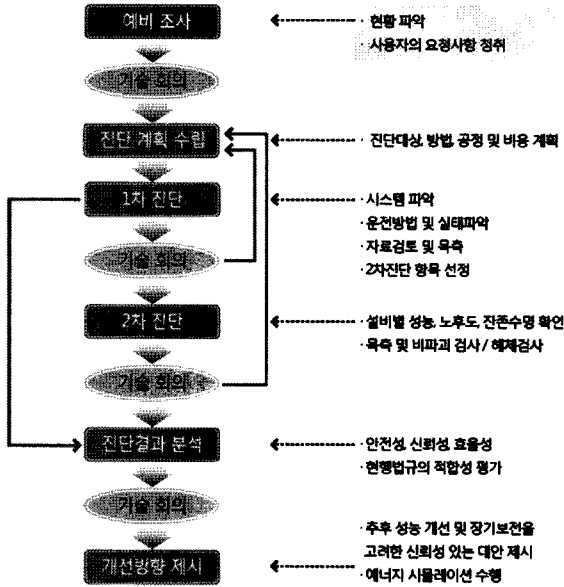 예비 조사
· 현황 파악
· 사용자의 요청사항 청취
기술 회의
진단 계획 수립
· 진단대상, 방법, 공정 및 비용 계획
1차 진단
· 시스템 파악
· 운전방법 및 실태파악
· 자료검토 및 목측
· 2차진단 항목 선정
기술 회의
2차 진단
· 설비별 성능, 노후도, 잔존수명 확인
· 목측 및 비파괴 검사 / 해체검사
기술 회의
진단결과 분석
· 안전성, 신뢰성, 효율성
· 현행법규의 적합성 평가
기술 회의
개선방향 제시
· 추후 성능 개선 및 장기보전을
고려한 신뢰성 있는 대안 제시
· 에너지 시뮬레이션 수행